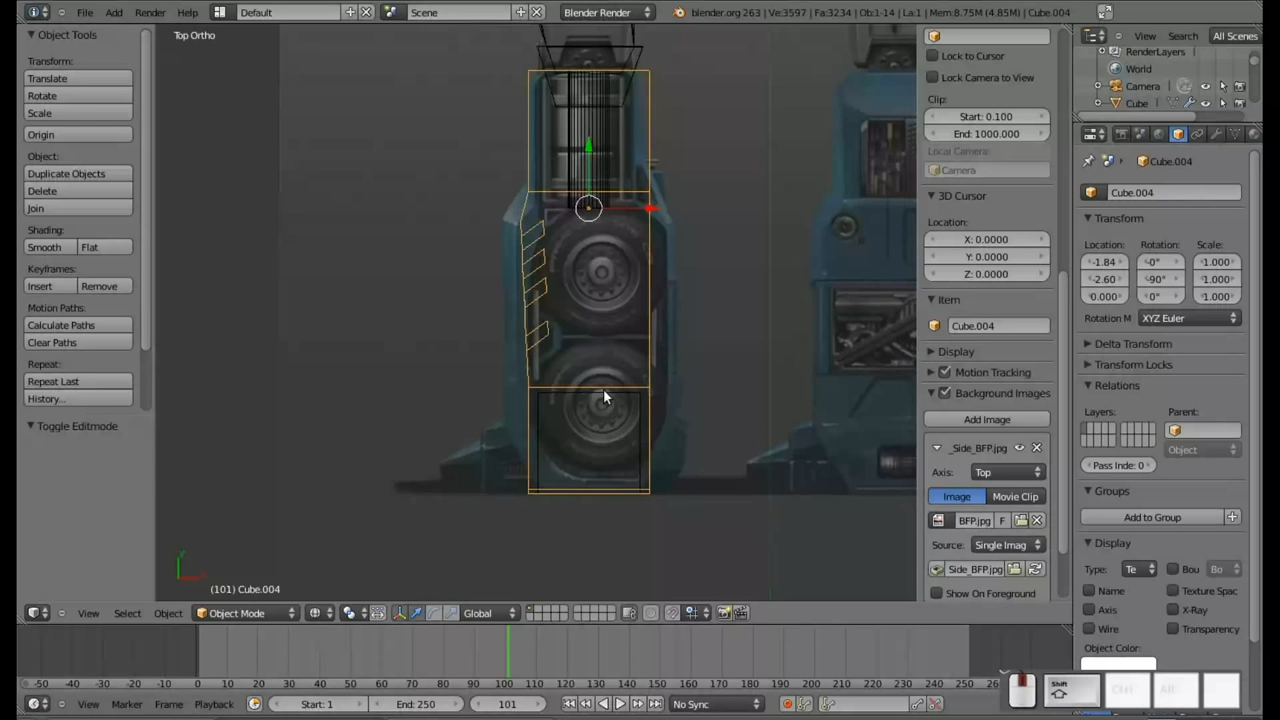 File Add Render Help Default Scene Blender Render blender.org 263 | Ve:3597 | Fa:3234 | Ob:1-14 | La:1 | Mem:8.75M (4.85M) | Cube.004
Object Tools
Transform:
Translate
Rotate
Scale
Origin
Object:
Duplicate Objects
Delete
Join
Shading:
Smooth Flat
Keyframes:
Insert Remove
Motion Paths:
Calculate Paths
Clear Paths
Repeat:
Repeat Last
History...
Toggle Editmode
Top Ortho
(101) Cube.004
View Select Object Object Mode Global
Lock to Cursor
Lock Camera to View
Clip:
Start: 0.100
End: 1000.000
Local Camera:
Camera
3D Cursor
Location:
X: 0.0000
Y: 0.0000
Z: 0.0000
Item
Cube.004
Display
Motion Tracking
Background Images
Add Image
_Side_BFP.jpg
Axis: Top
Image Movie Clip
BFP.jpg F
Source: Single Imag
Side_BFP.jpg
Show On Foreground
View Search All Scenes
RenderLayers
World
Camera
Cube
Cube.004
Cube.004
Transform
Location: Rotation: Scale:
-1.84 -0° 1.000
-2.60 -90° 1.000
0.000 0° 1.000
Rotation M XYZ Euler
Delta Transform
Transform Locks
Relations
Layers: Parent:
Object
Pass Inde: 0
Groups
Add to Group
Display
Type: Te Bou Bo
Name Texture Spac
Axis X-Ray
Wire Transparency
Object Color:
-50 -40 -30 -20 -10 0 10 20 30 40 50 60 70 80 90 100 110 120 130 140 150 160 170 180 190 200 210 220 230 240 250
View Marker Frame Playback Start: 1 End: 250 101 No Sync
Shift Ctrl Alt